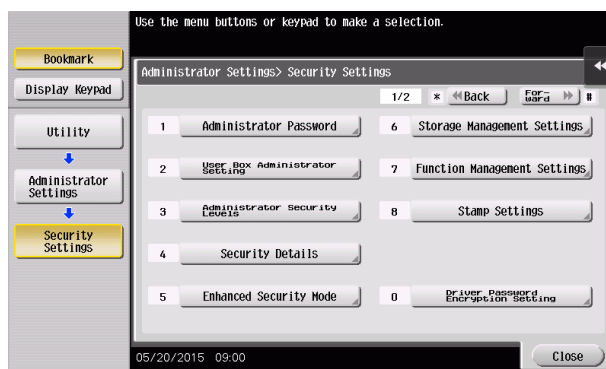 Use the menu buttons or keypad to make a selection.
Bookmark
Display Keypad
Utility
Administrator
Settings
Security
Settings
Administrator Settings> Security Settings
1/2 * Back For-
ward #
1 Administrator Password
2 User Box Administrator
Setting
3 Administrator Security
Levels
4 Security Details
5 Enhanced Security Mode
6 Storage Management Settings
7 Function Management Settings
8 Stamp Settings
0 Driver Password
Encryption Setting
05/20/2015 09:00
Close